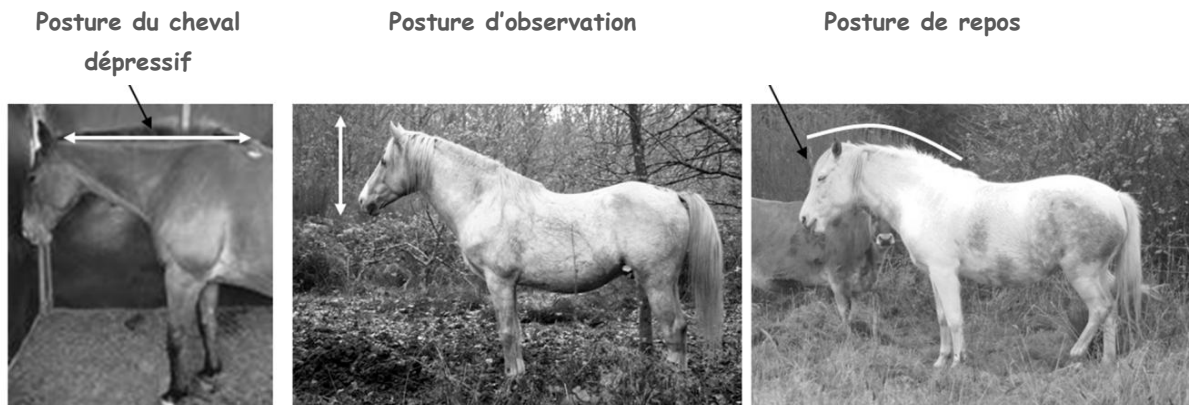 Posture du cheval
dépressif
Posture d'observation
Posture de repos